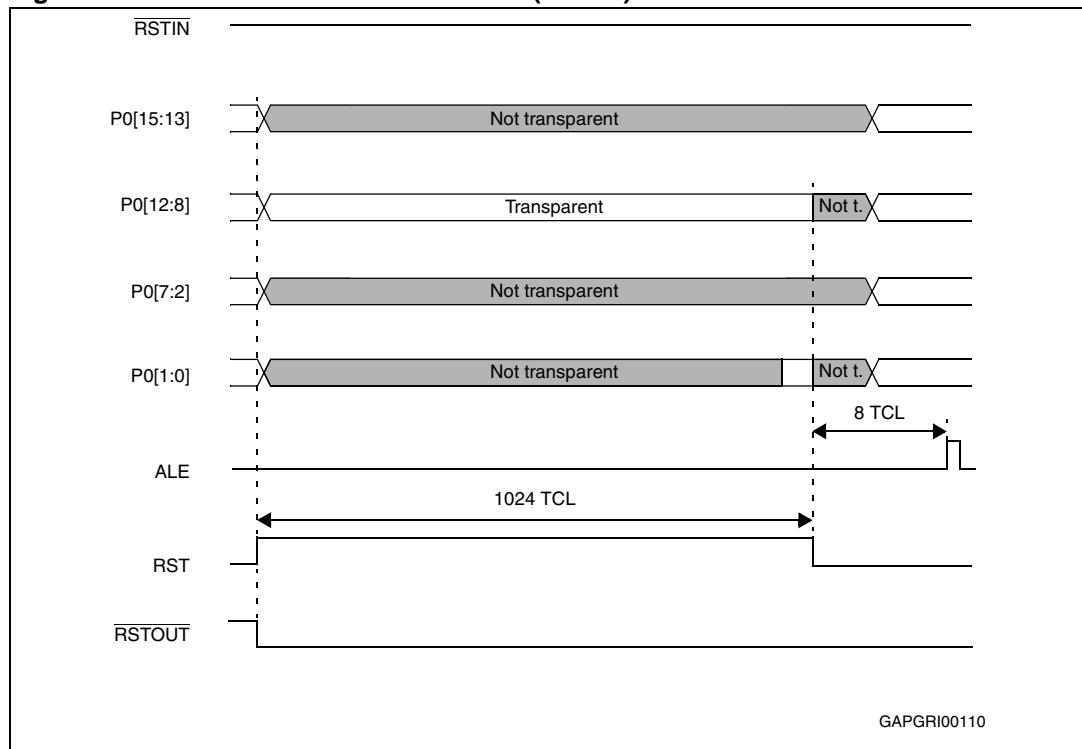 RSTIN
P0[15:13]
Not transparent
P0[12:8]
Transparent
Not t.
P0[7:2]
Not transparent
P0[1:0]
Not transparent
Not t.
8 TCL
ALE
1024 TCL
RST
RSTOUT
GAPGRI00110